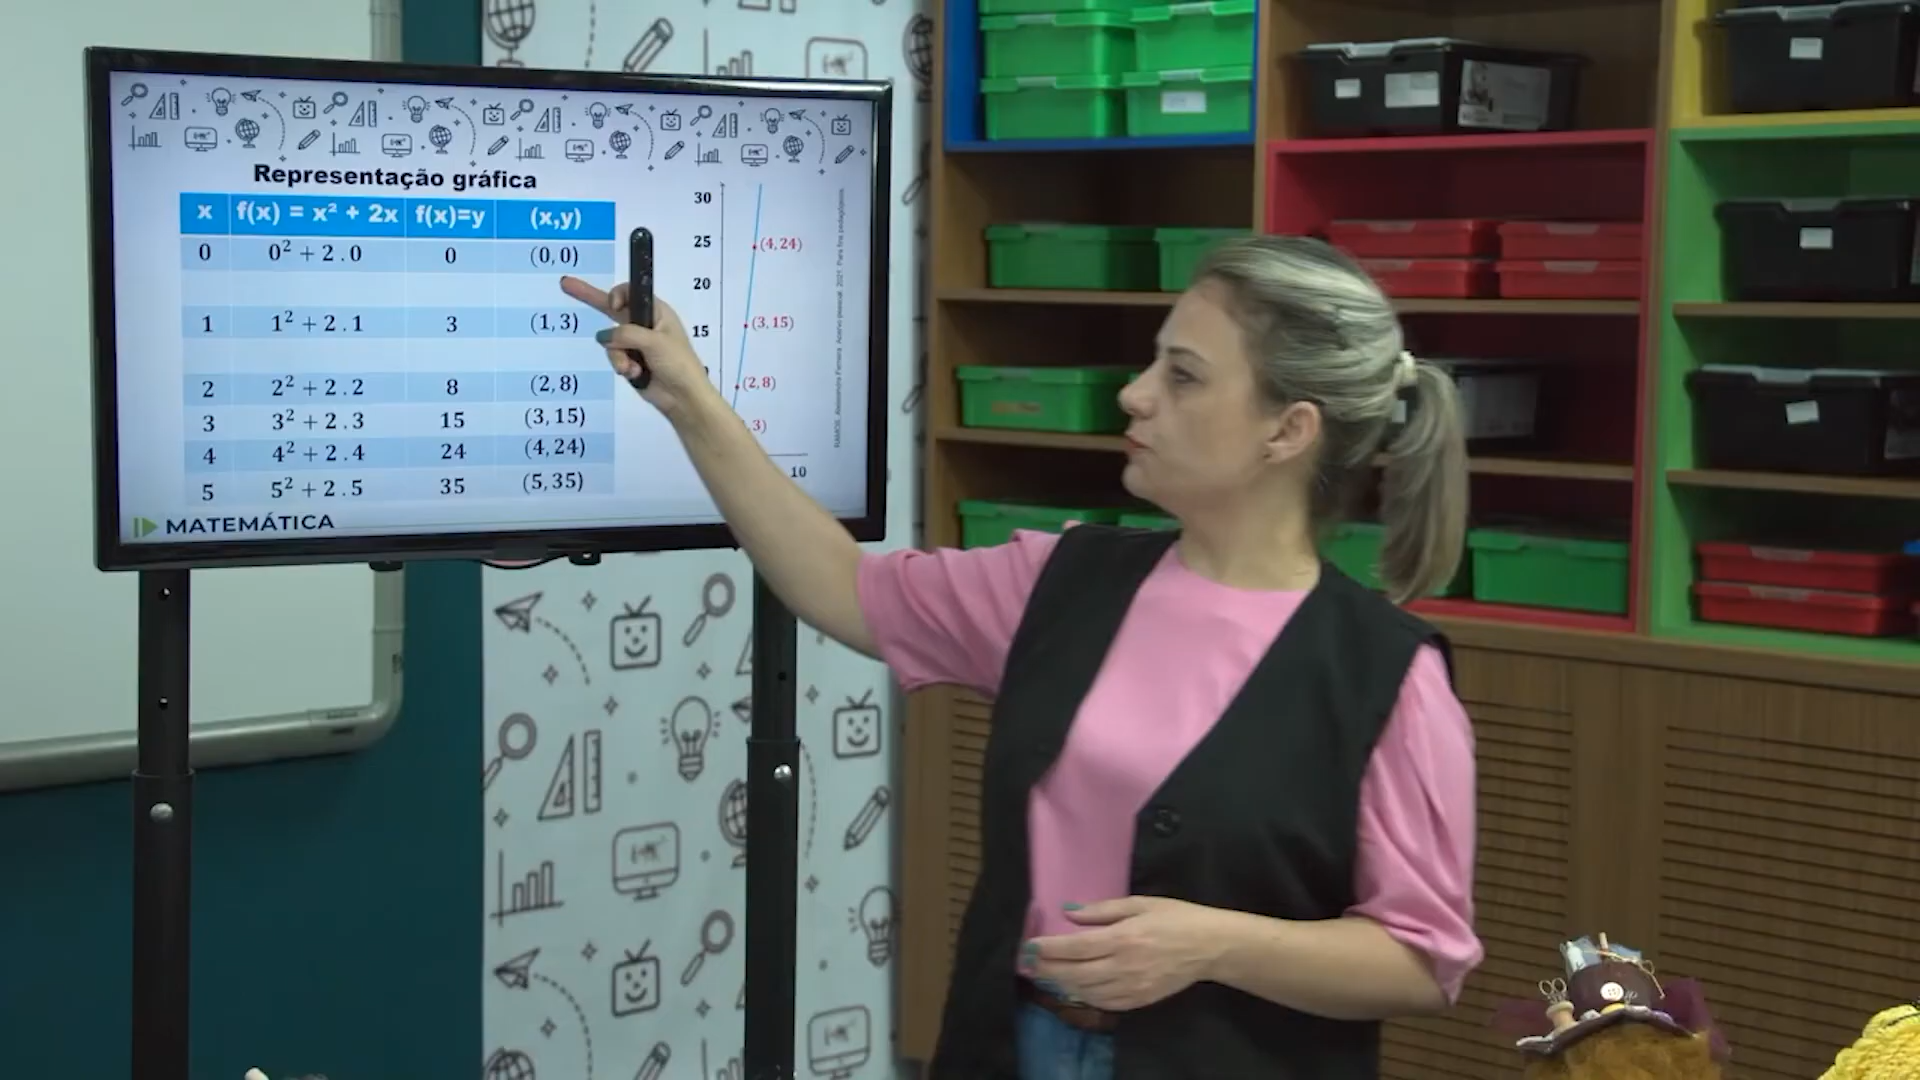 Representação gráfica
x f(x) = x² + 2x f(x)=y (x,y)
0 0² + 2 . 0 0 (0, 0)
1 1² + 2 . 1 3 (1, 3)
2 2² + 2 . 2 8 (2, 8)
3 3² + 2 . 3 15 (3, 15)
4 4² + 2 . 4 24 (4, 24)
5 5² + 2 . 5 35 (5, 35)
MATEMÁTICA
30
25
20
15
(4, 24)
(3, 15)
(2, 8)
3)
10